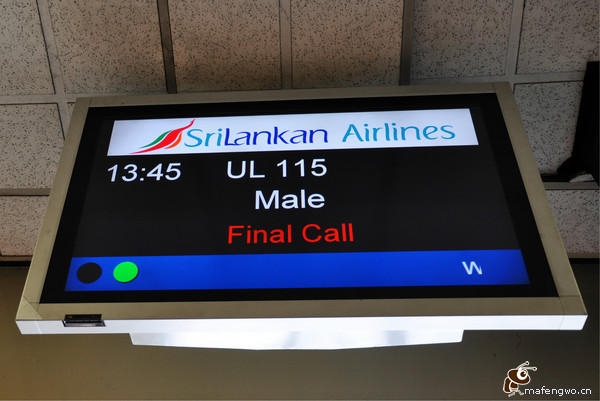 SriLankan Airlines
13:45 UL 115
Male
Final Call
W
mafengwo.cn